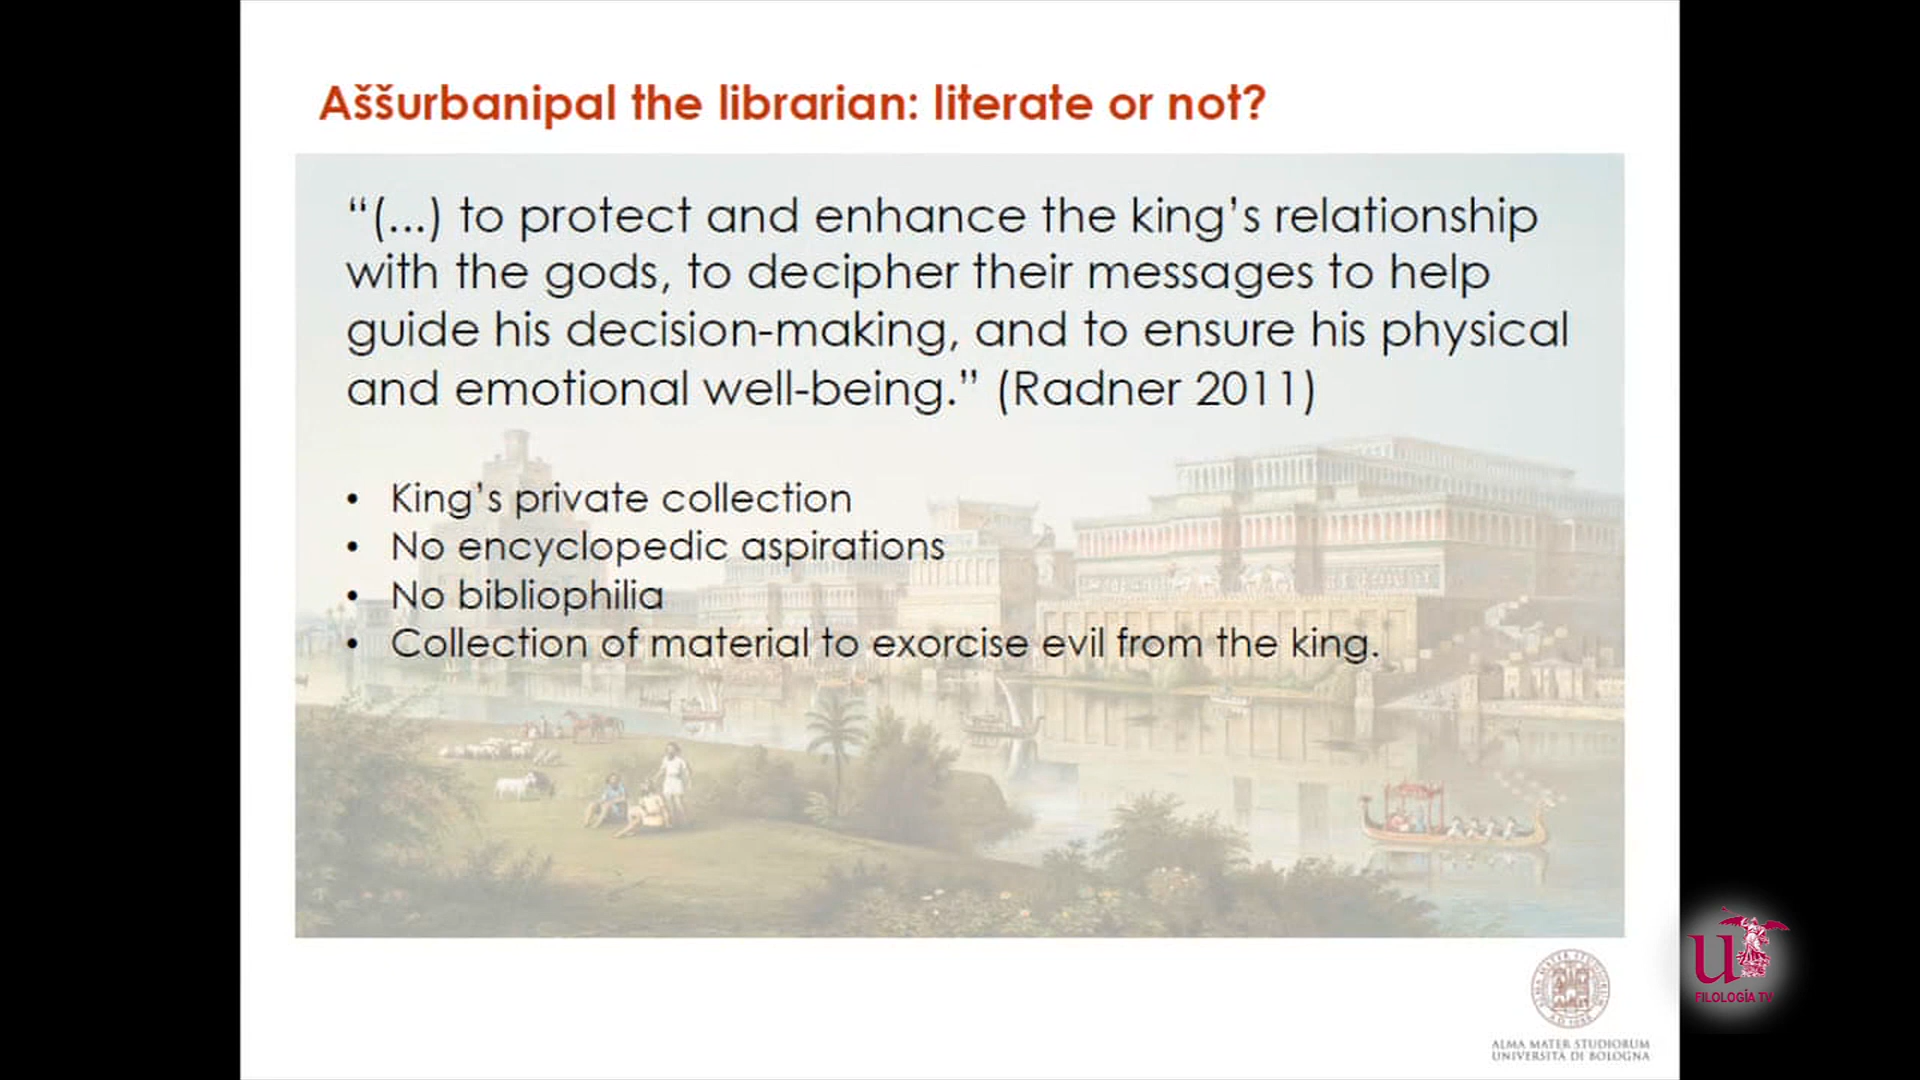 Aššurbanipal the librarian: literate or not?
“(...) to protect and enhance the king’s relationship
with the gods, to decipher their messages to help
guide his decision-making, and to ensure his physical
and emotional well-being.” (Radner 2011)
• King’s private collection
• No encyclopedic aspirations
• No bibliophilia
• Collection of material to exorcise evil from the king.
ALMA MATER STUDIORUM
UNIVERSITÀ DI BOLOGNA
FILOLOGÍA TV